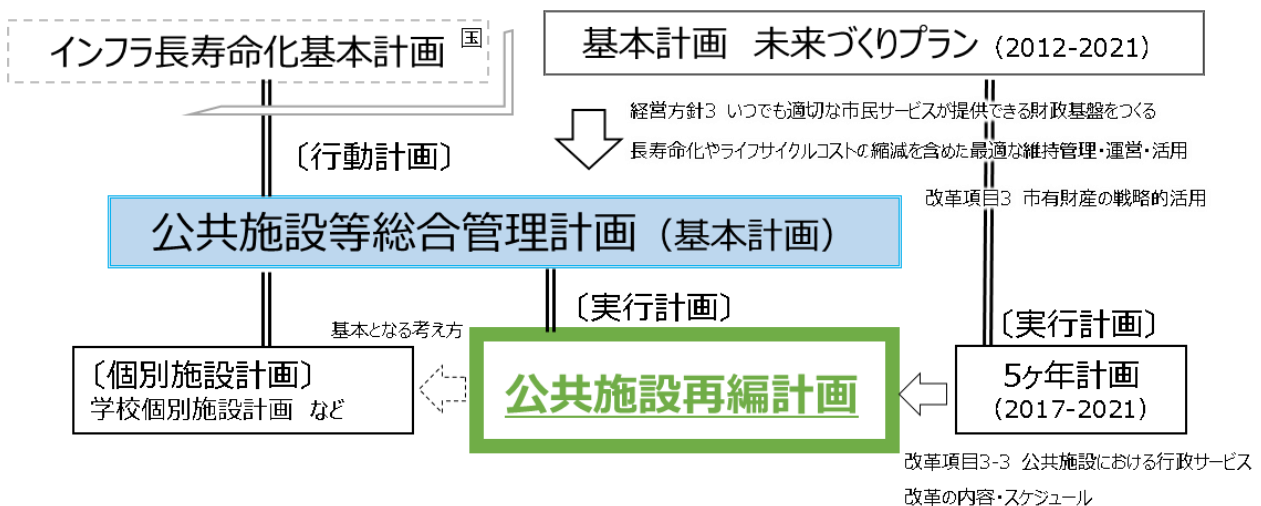 インフラ長寿命化基本計画 国
基本計画 未来づくりプラン (2012-2021)
経営方針3 いつでも適切な市民サービスが提供できる財政基盤をつくる
〔行動計画〕
長寿命化やライフサイクルコストの縮減を含めた最適な維持管理・運営・活用
改革項目3 市有財産の戦略的活用
公共施設等総合管理計画（基本計画）
〔実行計画〕
〔実行計画〕
基本となる考え方
〔個別施設計画〕
学校個別施設計画 など
公共施設再編計画
5ヶ年計画
(2017-2021)
改革項目3-3 公共施設における行政サービス
改革の内容・スケジュール